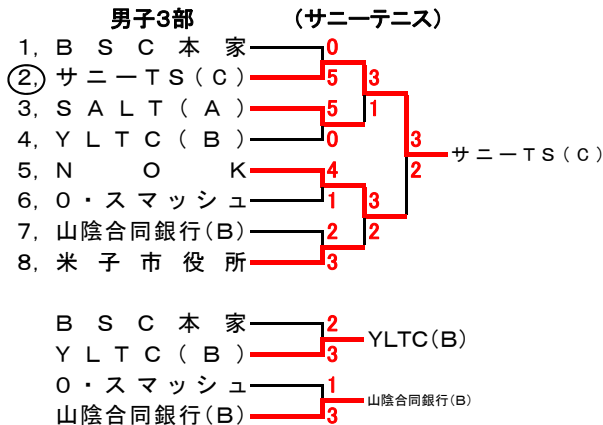 男子3部 (サニーテニス)
1, BSC本家 0
2, サニーTS(C) 5 3
3, SALT(A) 5 1
4, YLTC(B) 0 3 サニーTS(C)
5, NOK 4 2
6, O・スマッシュ 1 3
7, 山陰合同銀行(B) 2 2
8, 米子市役所 3
BSC本家 2 YLTC(B)
YLTC(B) 3
O・スマッシュ 1 山陰合同銀行(B)
山陰合同銀行(B) 3